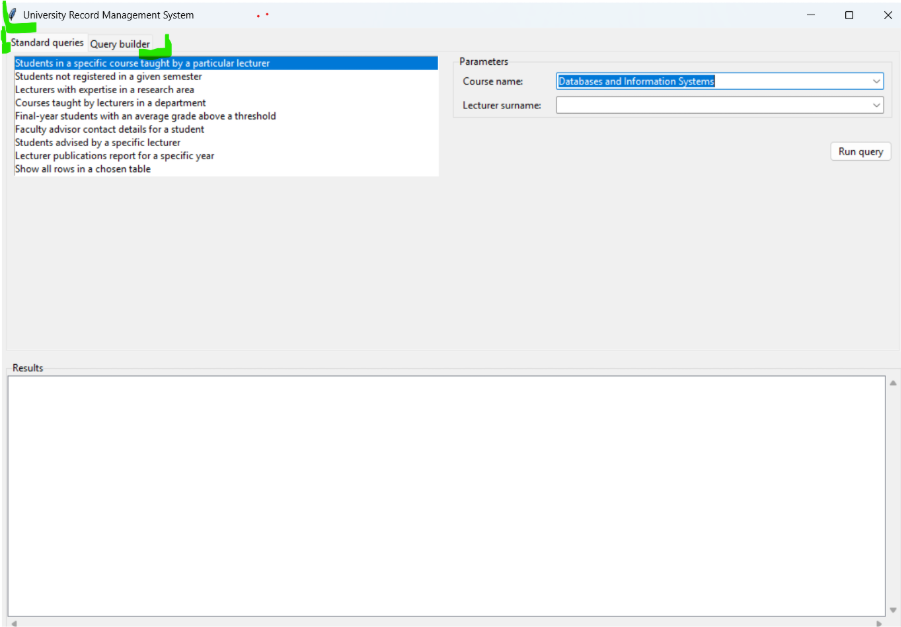 University Record Management System
Standard queries Query builder
Students in a specific course taught by a particular lecturer
Students not registered in a given semester
Lecturers with expertise in a research area
Courses taught by lecturers in a department
Final-year students with an average grade above a threshold
Faculty advisor contact details for a student
Students advised by a specific lecturer
Lecturer publications report for a specific year
Show all rows in a chosen table
Parameters
Course name: Databases and Information Systems
Lecturer surname:
Run query
Results